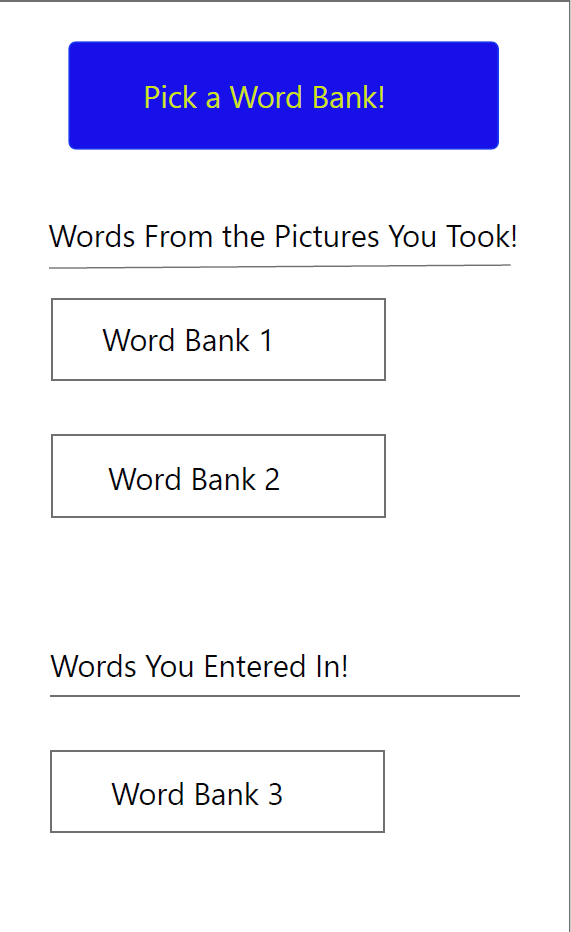 Pick a Word Bank!
Words From the Pictures You Took!
Word Bank 1
Word Bank 2
Words You Entered In!
Word Bank 3